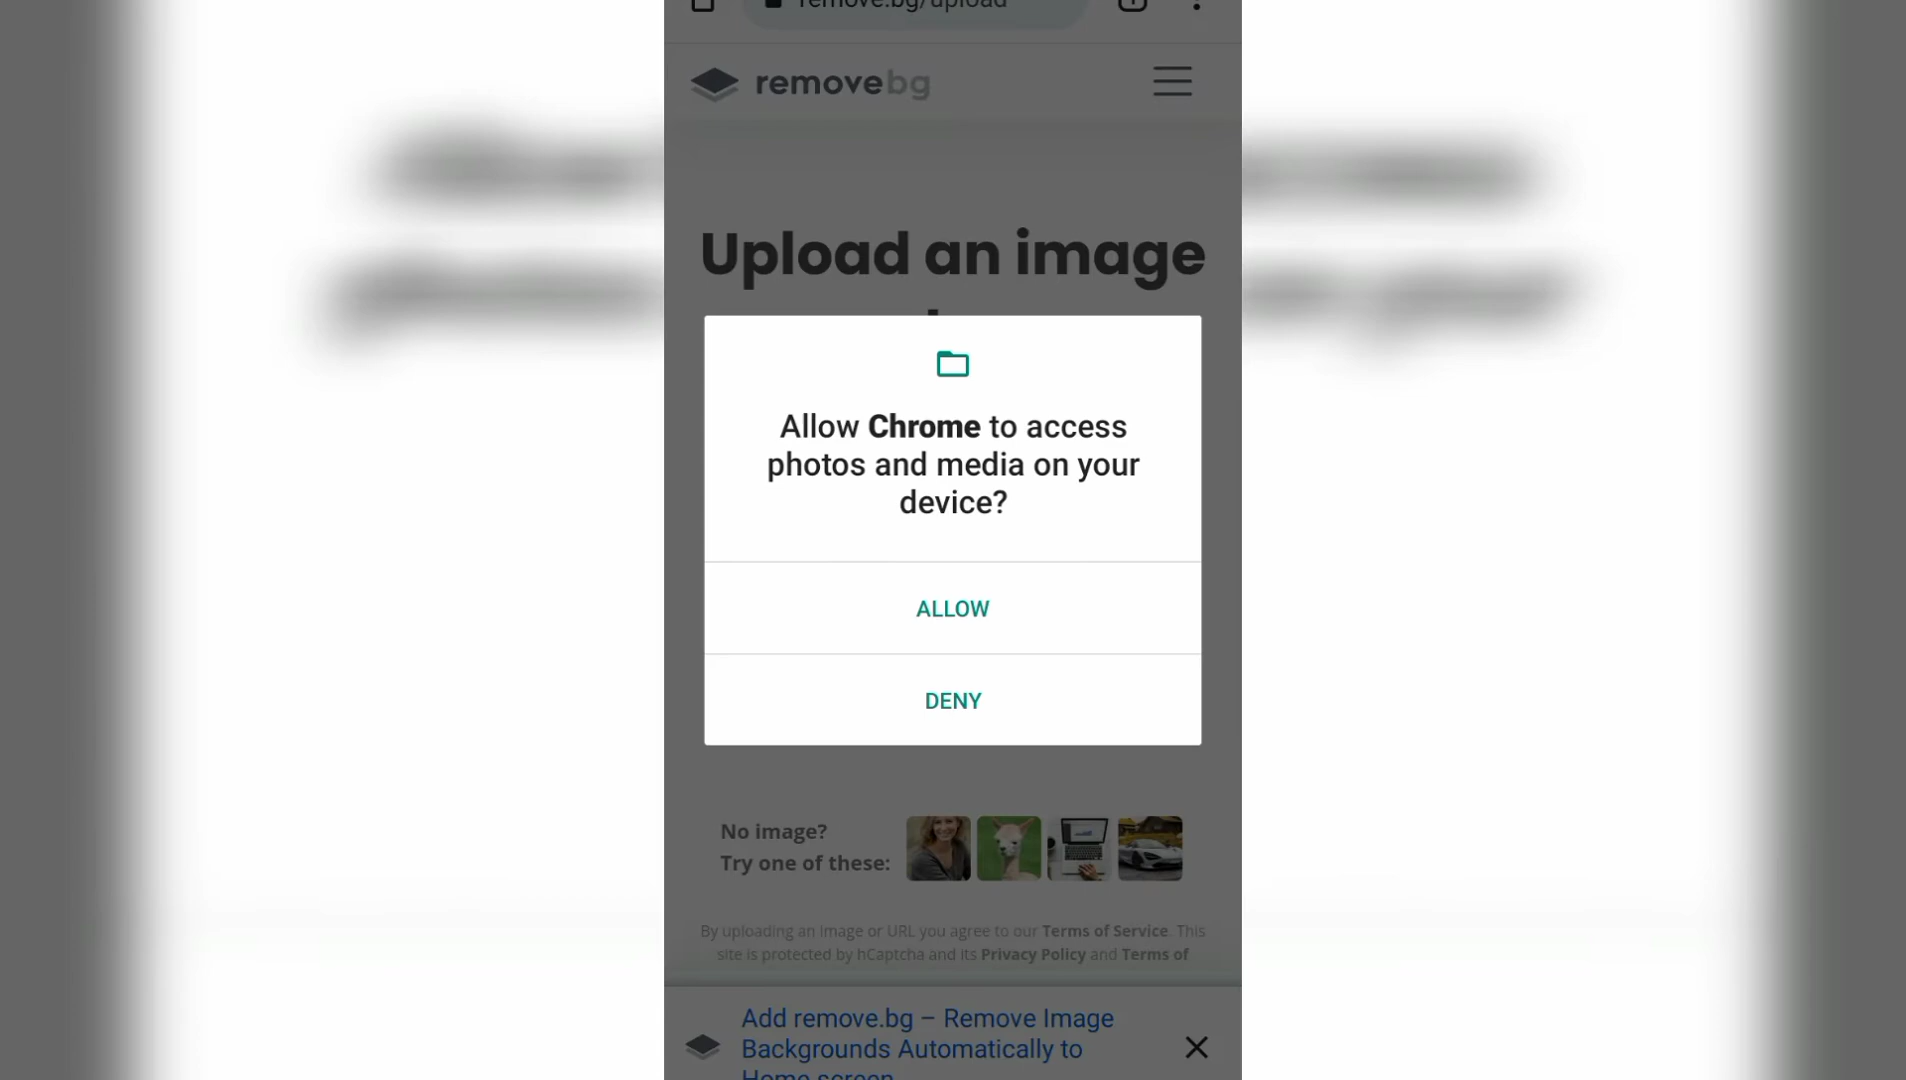 remove.bg/upload
removebg
Upload an image
Allow Chrome to access
photos and media on your
device?
ALLOW
DENY
No image?
Try one of these:
By uploading an image or URL you agree to our Terms of Service. This
site is protected by hCaptcha and its Privacy Policy and Terms of
Add remove.bg – Remove Image
Backgrounds Automatically to
Home screen